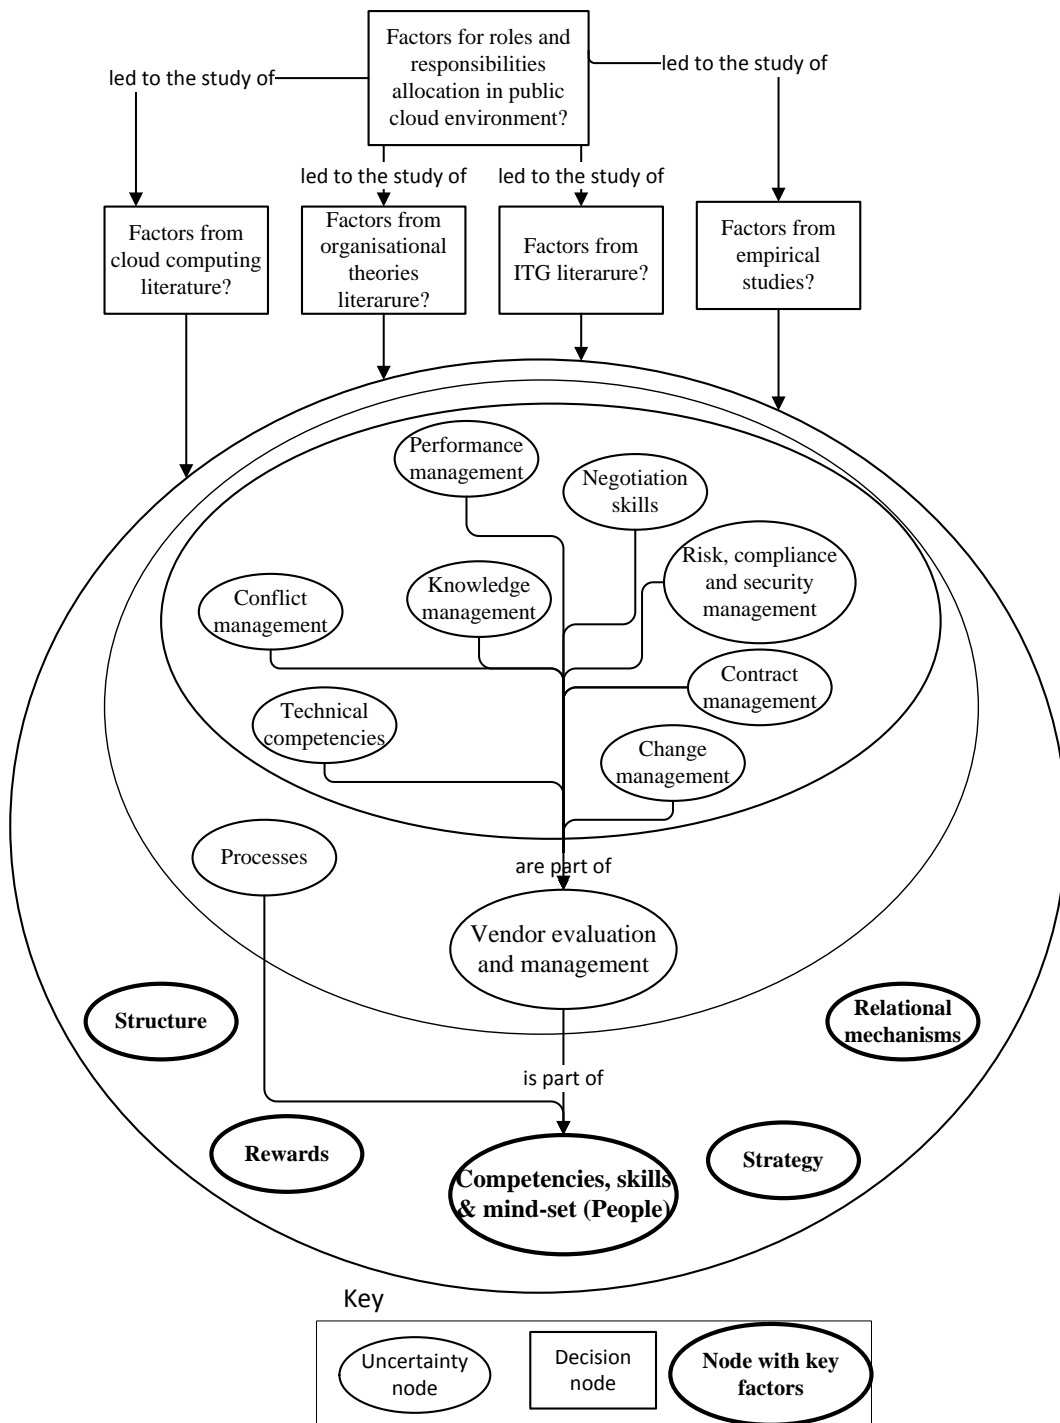 Factors for roles and
responsibilities
allocation in public
cloud environment?
led to the study of
led to the study of
led to the study of
led to the study of
Factors from
cloud computing
literature?
Factors from
organisational
theories
literarure?
Factors from
ITG literarure?
Factors from
empirical
studies?
Performance
management
Negotiation
skills
Risk, compliance
and security
management
Conflict
management
Knowledge
management
Contract
management
Technical
competencies
Change
management
Processes
are part of
Vendor evaluation
and management
Structure
Relational
mechanisms
is part of
Rewards
Strategy
Competencies, skills
& mind-set (People)
Key
Uncertainty
node
Decision
node
Node with key
factors